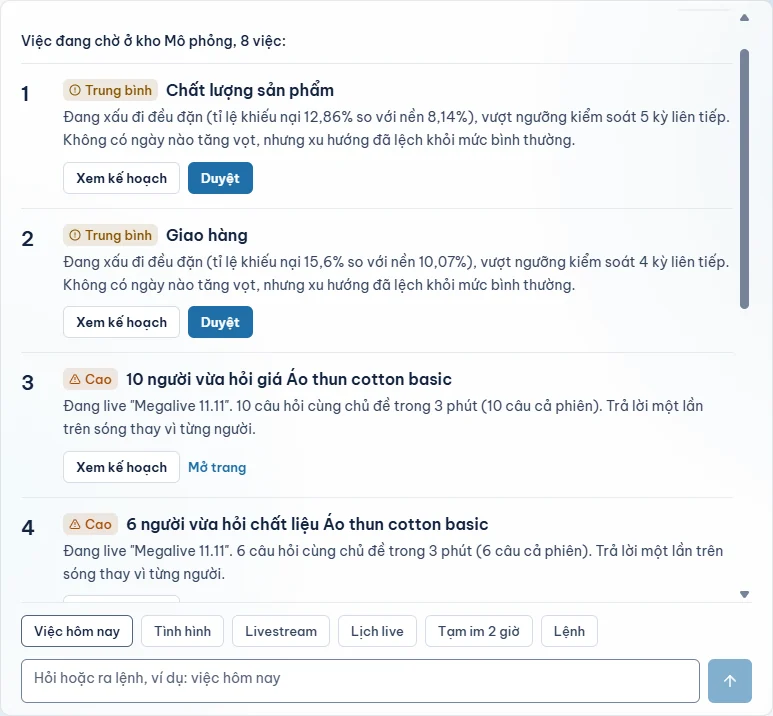 Việc đang chờ ở kho Mô phỏng, 8 việc:
1
Trung bình Chất lượng sản phẩm
Đang xấu đi đều đặn (tỉ lệ khiếu nại 12,86% so với nền 8,14%), vượt ngưỡng kiểm soát 5 kỳ liên tiếp.
Không có ngày nào tăng vọt, nhưng xu hướng đã lệch khỏi mức bình thường.
Xem kế hoạch Duyệt
2
Trung bình Giao hàng
Đang xấu đi đều đặn (tỉ lệ khiếu nại 15,6% so với nền 10,07%), vượt ngưỡng kiểm soát 4 kỳ liên tiếp.
Không có ngày nào tăng vọt, nhưng xu hướng đã lệch khỏi mức bình thường.
Xem kế hoạch Duyệt
3
Cao 10 người vừa hỏi giá Áo thun cotton basic
Đang live "Megalive 11.11". 10 câu hỏi cùng chủ đề trong 3 phút (10 câu cả phiên). Trả lời một lần
trên sóng thay vì từng người.
Xem kế hoạch Mở trang
4
Cao 6 người vừa hỏi chất liệu Áo thun cotton basic
Đang live "Megalive 11.11". 6 câu hỏi cùng chủ đề trong 3 phút (6 câu cả phiên). Trả lời một lần trên
sóng thay vì từng người.
Việc hôm nay Tình hình Livestream Lịch live Tạm im 2 giờ Lệnh
Hỏi hoặc ra lệnh, ví dụ: việc hôm nay